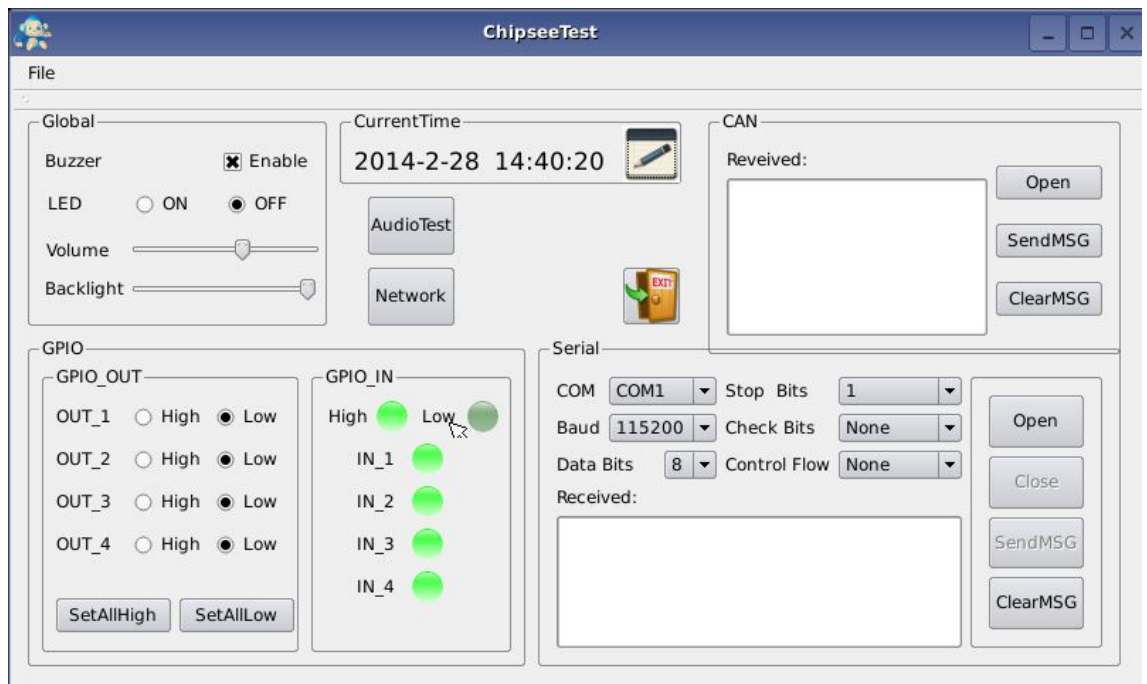 ChipseeTest
File
Global
Buzzer Enable
LED ON OFF
Volume
Backlight
CurrentTime
2014-2-28 14:40:20
AudioTest
Network
EXIT
CAN
Reveived:
Open
SendMSG
ClearMSG
GPIO
GPIO_OUT
OUT_1 High Low
OUT_2 High Low
OUT_3 High Low
OUT_4 High Low
SetAllHigh SetAllLow
GPIO_IN
High Low
IN_1
IN_2
IN_3
IN_4
Serial
COM COM1 Stop Bits 1
Baud 115200 Check Bits None
Data Bits 8 Control Flow None
Received:
Open
Close
SendMSG
ClearMSG